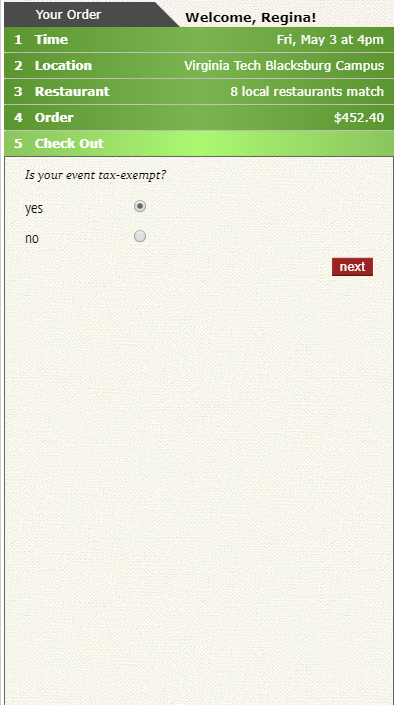 Your Order
Welcome, Regina!
1 Time Fri, May 3 at 4pm
2 Location Virginia Tech Blacksburg Campus
3 Restaurant 8 local restaurants match
4 Order $452.40
5 Check Out
Is your event tax-exempt?
yes
no
next